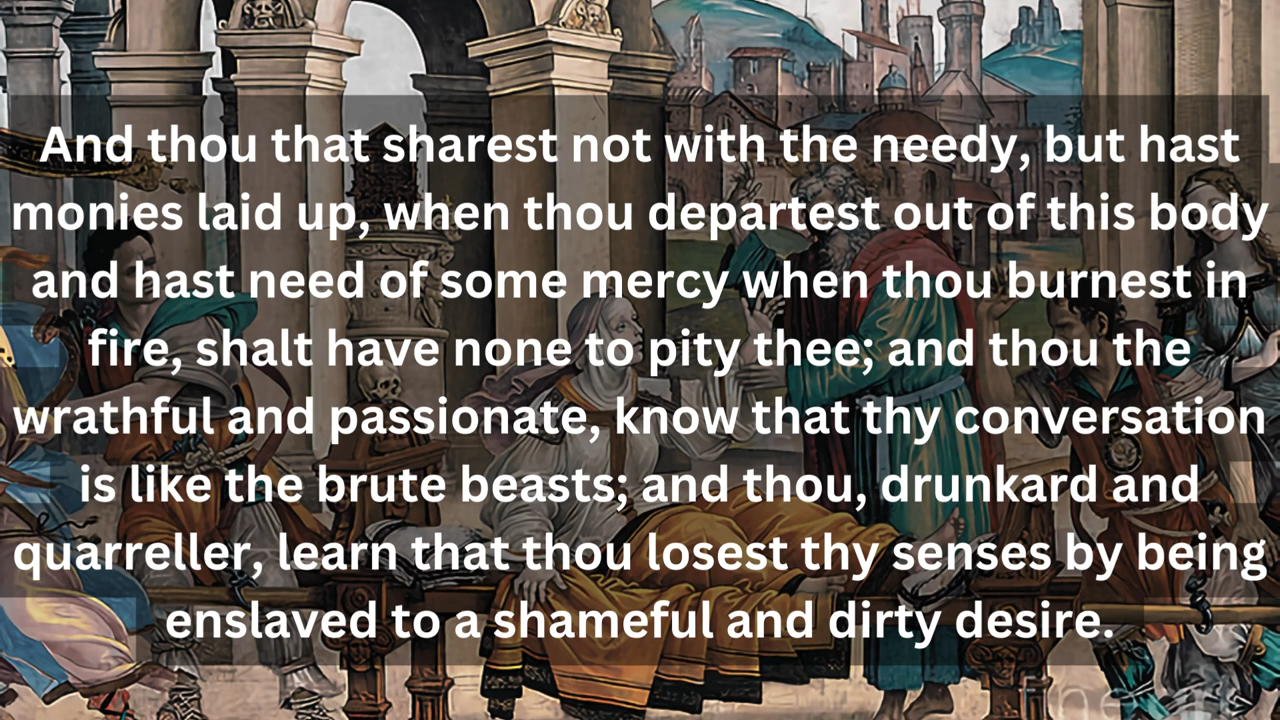 And thou that sharest not with the needy, but hast
monies laid up, when thou departest out of this body
and hast need of some mercy when thou burnest in
fire, shalt have none to pity thee; and thou the
wrathful and passionate, know that thy conversation
is like the brute beasts; and thou, drunkard and
quarreller, learn that thou losest thy senses by being
enslaved to a shameful and dirty desire.